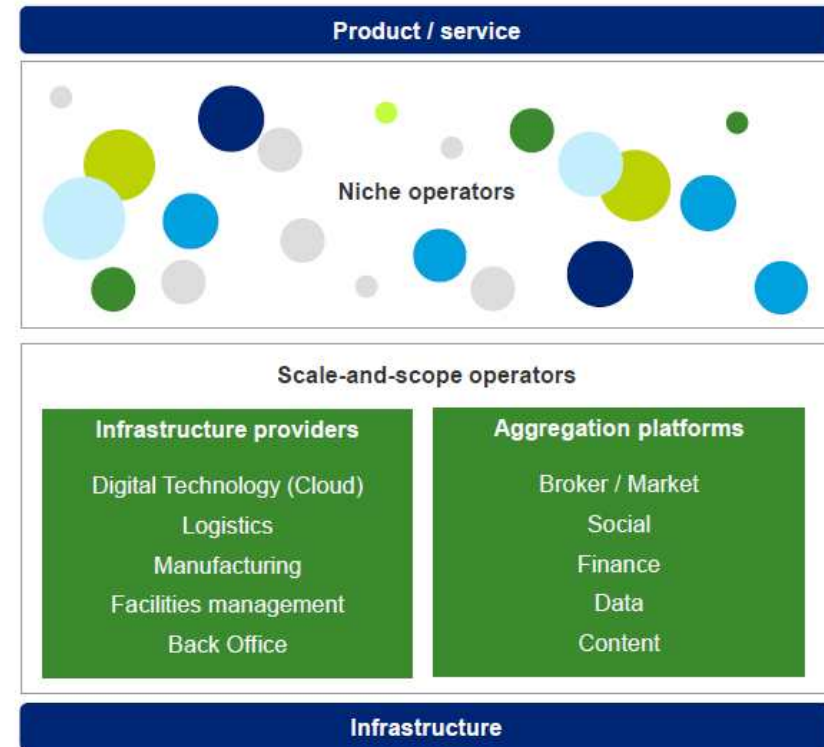 Product / service
Niche operators
Scale-and-scope operators
Infrastructure providers
Digital Technology (Cloud)
Logistics
Manufacturing
Facilities management
Back Office
Aggregation platforms
Broker / Market
Social
Finance
Data
Content
Infrastructure